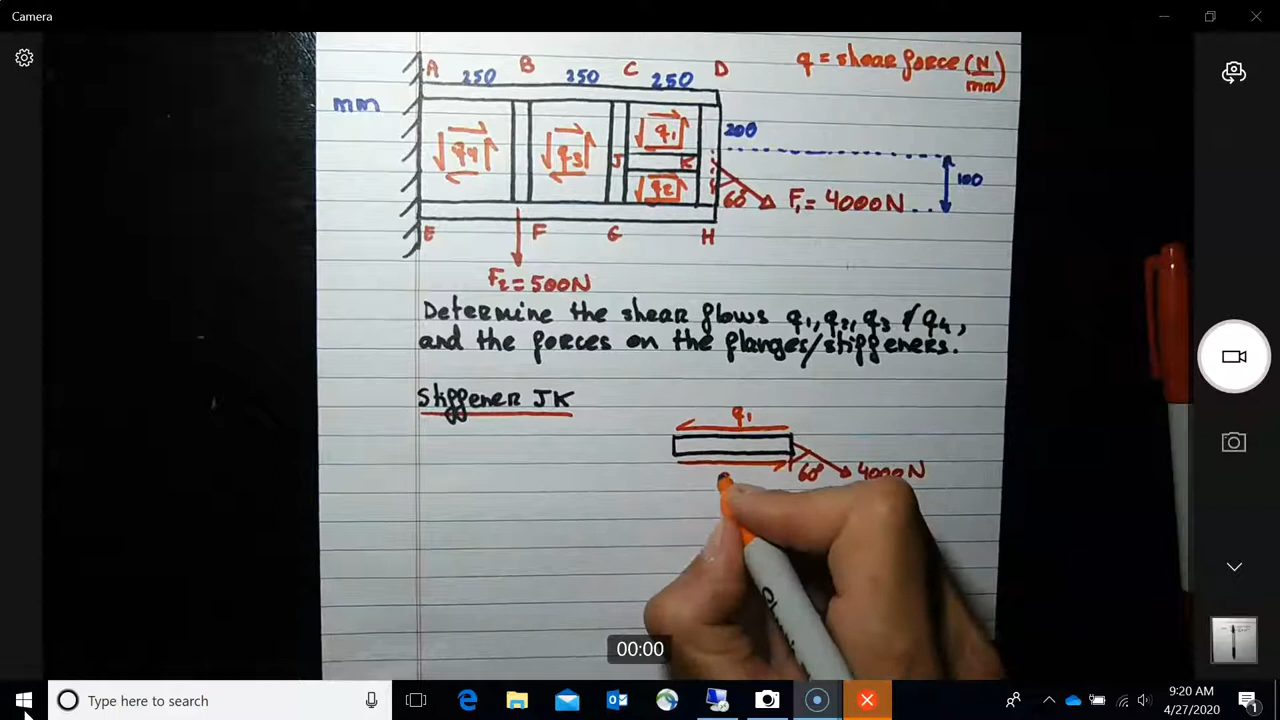 Camera
A 250 B 250 C 250 D
q = shear force (N/mm)
mm
q4 q3 q1 q2
J K
200
100
60° F1 = 4000N
E F G H
F2 = 500N
Determine the shear flows q1, q2, q3 & q4,
and the forces on the flanges/stiffeners.
Stiffener JK
q1
60° 4000N
00:00
Type here to search
9:20 AM
4/27/2020
1